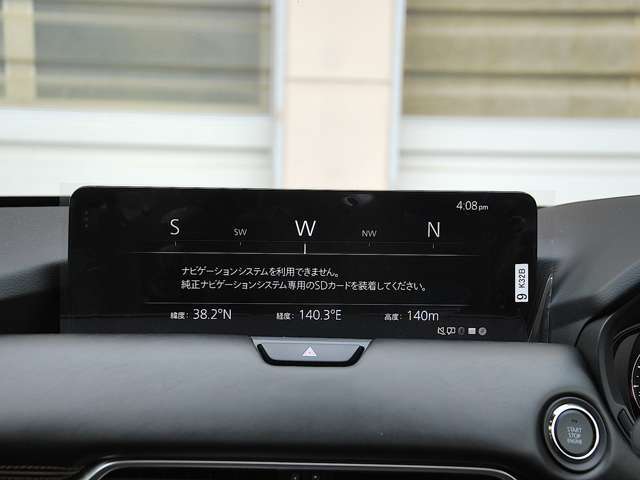 4:08pm
S SW W NW N
ナビゲーションシステムを利用できません。
純正ナビゲーションシステム専用のSDカードを装着してください。
9 K32B
緯度: 38.2°N 経度: 140.3°E 高度: 140m
START
STOP
ENGINE